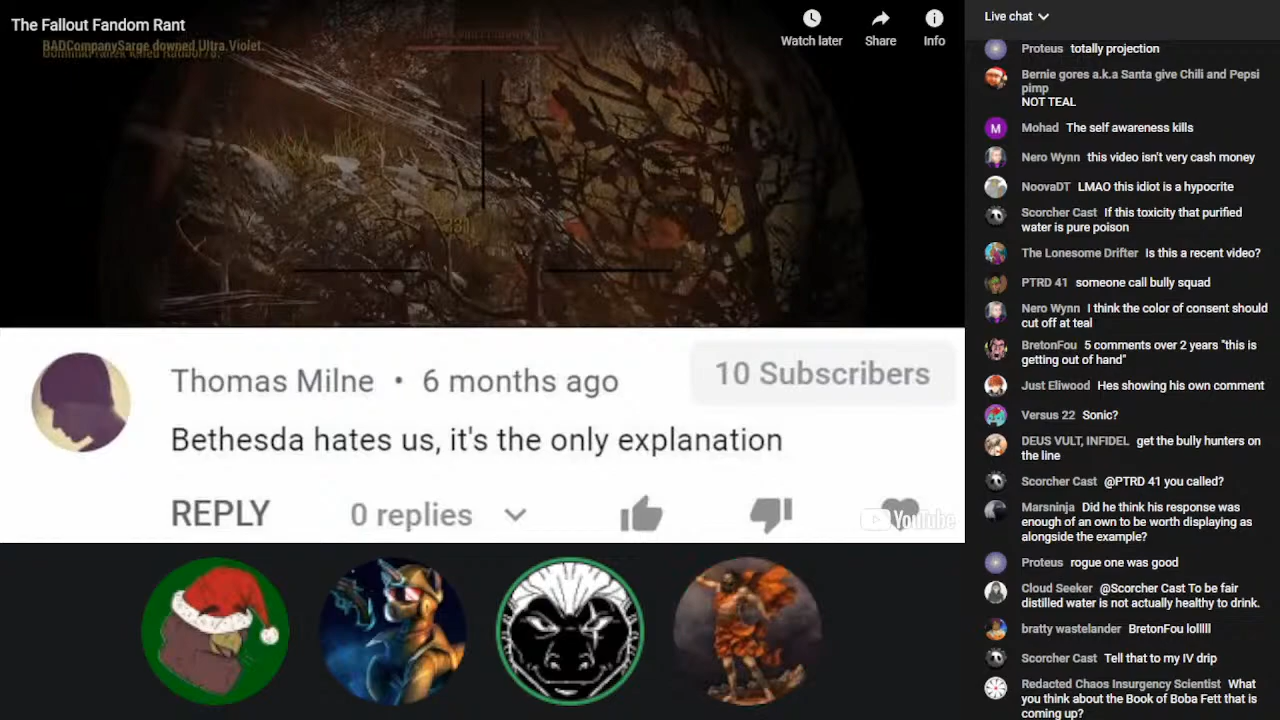 The Fallout Fandom Rant
Watch later
Share
Info
BADCompanySarge downed Ultra.Violet.
331
Thomas Milne • 6 months ago
10 Subscribers
Bethesda hates us, it's the only explanation
REPLY
0 replies
YouTube
Live chat
Proteus totally projection
Bernie gores a.k.a Santa give Chili and Pepsi
pimp
NOT TEAL
M
Mohad The self awareness kills
Nero Wynn this video isn't very cash money
NoovaDT LMAO this idiot is a hypocrite
Scorcher Cast If this toxicity that purified
water is pure poison
The Lonesome Drifter Is this a recent video?
PTRD 41 someone call bully squad
Nero Wynn I think the color of consent should
cut off at teal
BretonFou 5 comments over 2 years "this is
getting out of hand"
Just Eliwood Hes showing his own comment
Versus 22 Sonic?
DEUS VULT, INFIDEL get the bully hunters on
the line
Scorcher Cast @PTRD 41 you called?
Marsninja Did he think his response was
enough of an own to be worth displaying as
alongside the example?
Proteus rogue one was good
Cloud Seeker @Scorcher Cast To be fair
distilled water is not actually healthy to drink.
bratty wastelander BretonFou lolllll
Scorcher Cast Tell that to my IV drip
Redacted Chaos Insurgency Scientist What
you think about the Book of Boba Fett that is
coming up?